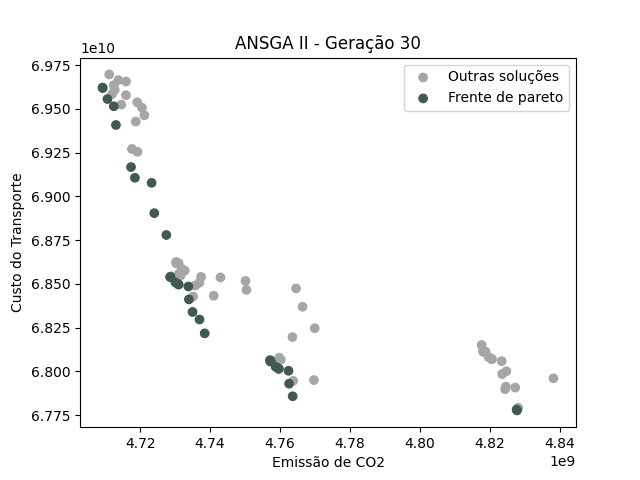 ANSGA II - Geração 30
1e10
6.975
6.950
6.925
6.900
6.875
6.850
6.825
6.800
6.775
Custo do Transporte
Outras soluções
Frente de pareto
4.72 4.74 4.76 4.78 4.80 4.82 4.84
Emissão de CO2
1e9